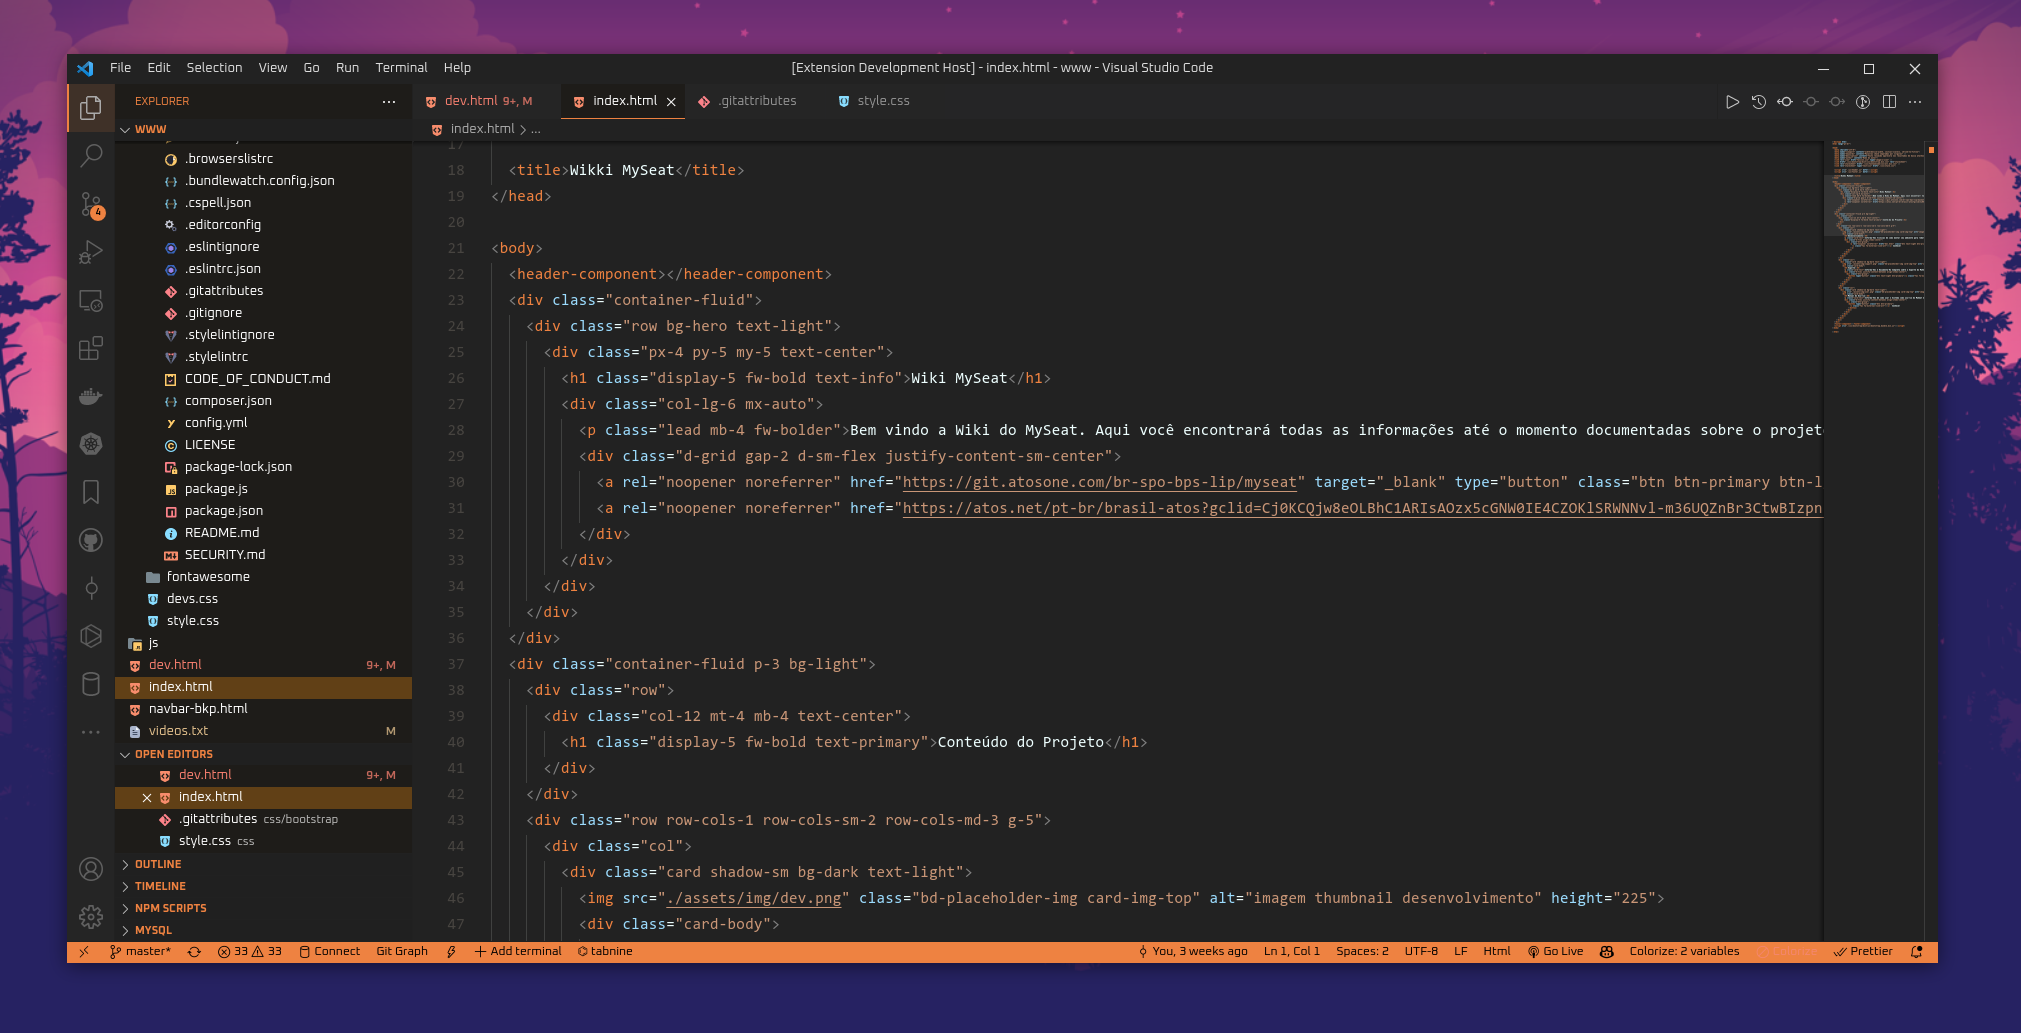 File Edit Selection View Go Run Terminal Help
[Extension Development Host] - index.html - www - Visual Studio Code
EXPLORER
dev.html 9+, M
index.html
.gitattributes
style.css
WWW
index.html > ...
.browserslistrc
.bundlewatch.config.json
.cspell.json
.editorconfig
.eslintignore
.eslintrc.json
.gitattributes
.gitignore
.stylelintignore
.stylelintrc
CODE_OF_CONDUCT.md
composer.json
config.yml
LICENSE
package-lock.json
package.js
package.json
README.md
SECURITY.md
fontawesome
devs.css
style.css
js
dev.html 9+, M
index.html
navbar-bkp.html
videos.txt M
OPEN EDITORS
dev.html 9+, M
index.html
.gitattributes css/bootstrap
style.css css
OUTLINE
TIMELINE
NPM SCRIPTS
MYSQL
4
17
18 <title>Wikki MySeat</title>
19 </head>
20
21 <body>
22 <header-component></header-component>
23 <div class="container-fluid">
24 <div class="row bg-hero text-light">
25 <div class="px-4 py-5 my-5 text-center">
26 <h1 class="display-5 fw-bold text-info">Wiki MySeat</h1>
27 <div class="col-lg-6 mx-auto">
28 <p class="lead mb-4 fw-bolder">Bem vindo a Wiki do MySeat. Aqui você encontrará todas as informações até o momento documentadas sobre o projeto
29 <div class="d-grid gap-2 d-sm-flex justify-content-sm-center">
30 <a rel="noopener noreferrer" href="https://git.atosone.com/br-spo-bps-lip/myseat" target="_blank" type="button" class="btn btn-primary btn-l
31 <a rel="noopener noreferrer" href="https://atos.net/pt-br/brasil-atos?gclid=Cj0KCQjw8eOLBhC1ARIsAOzx5cGNW0IE4CZOKlSRWNNvl-m36UQZnBr3CtwBIzpn
32 </div>
33 </div>
34 </div>
35 </div>
36 </div>
37 <div class="container-fluid p-3 bg-light">
38 <div class="row">
39 <div class="col-12 mt-4 mb-4 text-center">
40 <h1 class="display-5 fw-bold text-primary">Conteúdo do Projeto</h1>
41 </div>
42 </div>
43 <div class="row row-cols-1 row-cols-sm-2 row-cols-md-3 g-5">
44 <div class="col">
45 <div class="card shadow-sm bg-dark text-light">
46 <img src="./assets/img/dev.png" class="bd-placeholder-img card-img-top" alt="imagem thumbnail desenvolvimento" height="225">
47 <div class="card-body">
master* 33 33 Connect Git Graph Add terminal tabnine
You, 3 weeks ago Ln 1, Col 1 Spaces: 2 UTF-8 LF Html Go Live Colorize: 2 variables Prettier